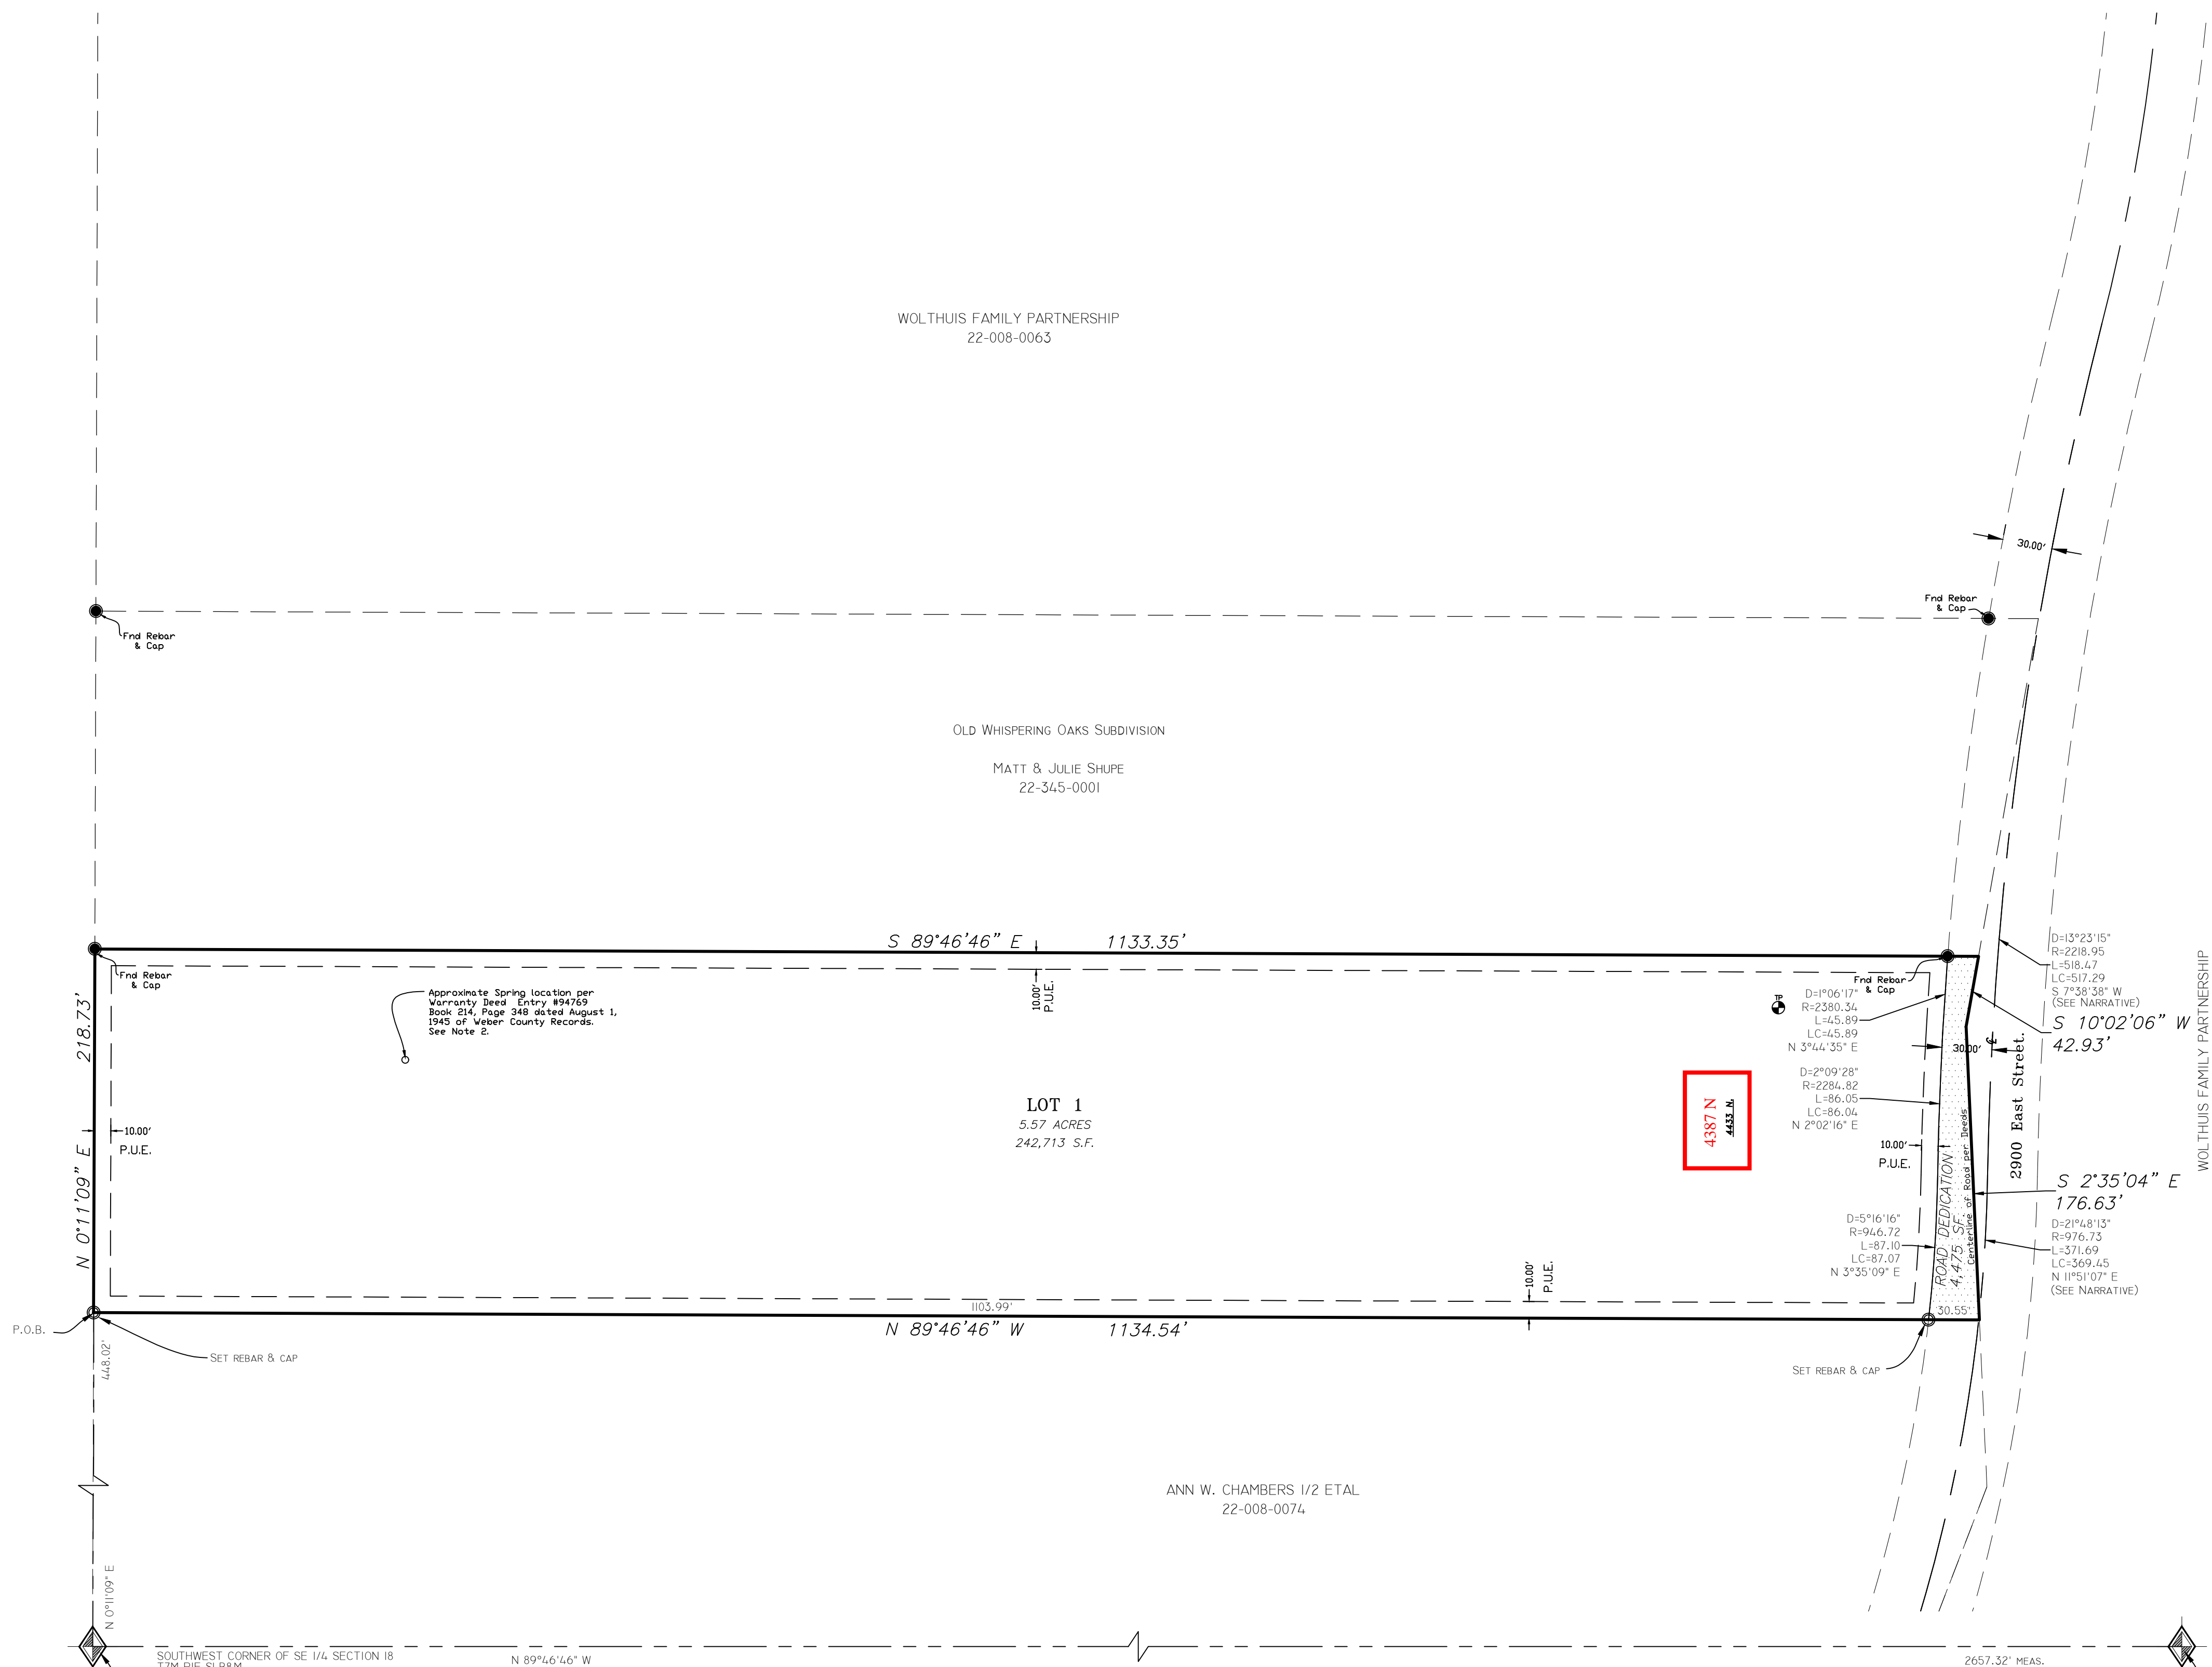 WOLTHUIS FAMILY PARTNERSHIP
22-008-0063
30.00'
Fnd Rebar
& Cap
Fnd Rebar
& Cap
OLD WHISPERING OAKS SUBDIVISION
MATT & JULIE SHUPE
22-345-0001
S 89°46'46" E
1133.35'
Fnd Rebar
& Cap
218.73'
N 0°11'09" E
Approximate Spring location per
Warranty Deed Entry #94769
Book 214, Page 348 dated August 1,
1945 of Weber County Records.
See Note 2.
10.00'
P.U.E.
10.00'
P.U.E.
LOT 1
5.57 ACRES
242,713 S.F.
4387 N
4433 N.
TP
Fnd Rebar
& Cap
D=1°06'17"
R=2380.34
L=45.89
LC=45.89
N 3°44'35" E
D=2°09'28"
R=2284.82
L=86.05
LC=86.04
N 2°02'16" E
10.00'
P.U.E.
D=5°16'16"
R=946.72
L=87.10
LC=87.07
N 3°35'09" E
30.00'
ROAD DEDICATION
4,475 SF.
Centerline of Road per Deeds
2900 East Street.
D=13°23'15"
R=2218.95
L=518.47
LC=517.29
S 7°38'38" W
(SEE NARRATIVE)
S 10°02'06" W
42.93'
S 2°35'04" E
176.63'
D=21°48'13"
R=976.73
L=371.69
LC=369.45
N 11°51'07" E
(SEE NARRATIVE)
WOLTHUIS FAMILY PARTNERSHIP
10.00'
P.U.E.
1103.99'
30.55'
N 89°46'46" W
1134.54'
P.O.B.
SET REBAR & CAP
SET REBAR & CAP
448.02'
N 0°11'09" E
ANN W. CHAMBERS 1/2 ETAL
22-008-0074
SOUTHWEST CORNER OF SE 1/4 SECTION 18
N 89°46'46" W
2657.32' MEAS.